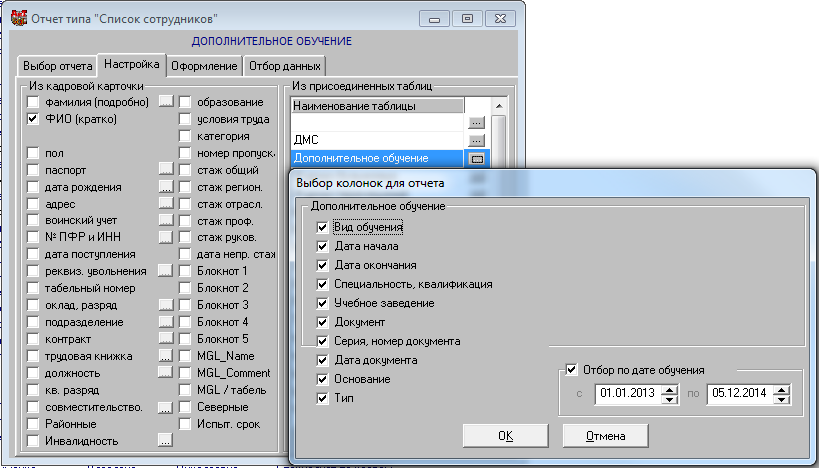 Отчет типа "Список сотрудников"
ДОПОЛНИТЕЛЬНОЕ ОБУЧЕНИЕ
Выбор отчета Настройка Оформление Отбор данных
Из кадровой карточки
фамилия (подробно) ...
ФИО (кратко)
пол
паспорт ...
дата рождения ...
адрес ...
воинский учет ...
№ ПФР и ИНН ...
дата поступления
реквиз. увольнения ...
табельный номер
оклад, разряд ...
подразделение ...
контракт ...
трудовая книжка ...
должность ...
кв. разряд
совместительство. ...
Районные
Инвалидность ...
образование
условия труда
категория
номер пропуск
стаж общий
стаж регион.
стаж отрасл.
стаж проф.
стаж руков.
дата непр. стаж
Блокнот 1
Блокнот 2
Блокнот 3
Блокнот 4
Блокнот 5
MGL_Name
MGL_Comment
MGL / табель
Северные
Испыт. срок
Из присоединенных таблиц
Наименование таблицы
...
ДМС ...
Дополнительное обучение
Выбор колонок для отчета
Дополнительное обучение
Вид обучения
Дата начала
Дата окончания
Специальность, квалификация
Учебное заведение
Документ
Серия, номер документа
Дата документа
Основание
Тип
Отбор по дате обучения
с 01.01.2013 по 05.12.2014
OK Отмена